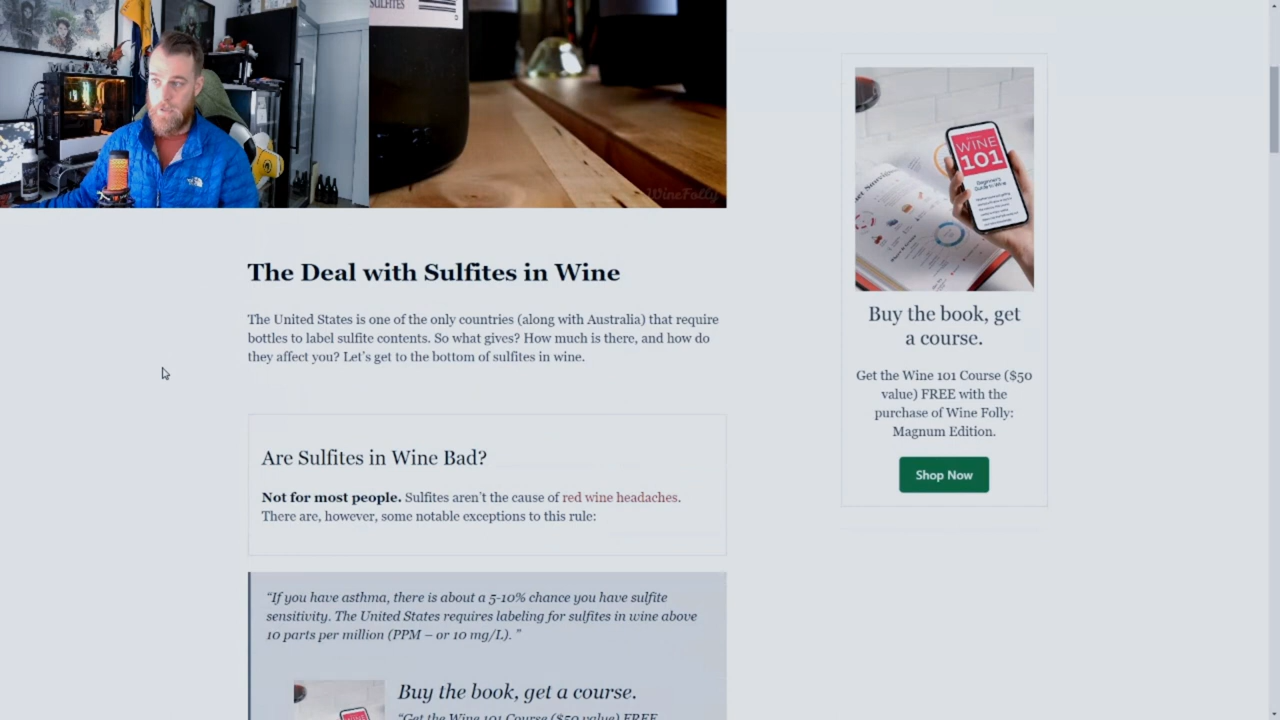 SULFITES
WineFolly
The Deal with Sulfites in Wine
The United States is one of the only countries (along with Australia) that require
bottles to label sulfite contents. So what gives? How much is there, and how do
they affect you? Let's get to the bottom of sulfites in wine.
Are Sulfites in Wine Bad?
Not for most people. Sulfites aren't the cause of red wine headaches.
There are, however, some notable exceptions to this rule:
"If you have asthma, there is about a 5-10% chance you have sulfite
sensitivity. The United States requires labeling for sulfites in wine above
10 parts per million (PPM – or 10 mg/L). "
Buy the book, get a course.
"Get the Wine 101 Course ($50 value) FREE
WINE
101
Beginner's
Guide to Wine
Buy the book, get
a course.
Get the Wine 101 Course ($50
value) FREE with the
purchase of Wine Folly:
Magnum Edition.
Shop Now